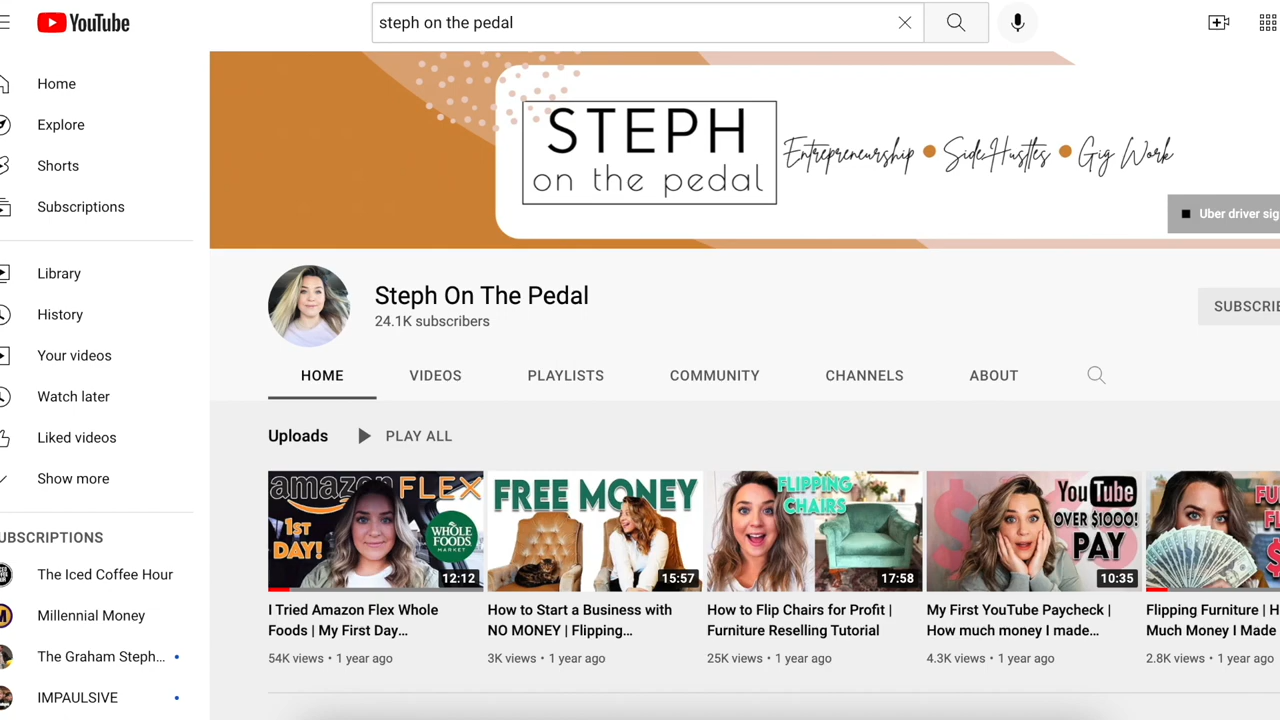 YouTube
steph on the pedal
Home
Explore
Shorts
Subscriptions
Library
History
Your videos
Watch later
Liked videos
Show more
UBSCRIPTIONS
The Iced Coffee Hour
Millennial Money
The Graham Steph...
IMPAULSIVE
STEPH
on the pedal
Entrepreneurship • SideHustles • Gig Work
Uber driver sig
Steph On The Pedal
24.1K subscribers
SUBSCRIB
HOME VIDEOS PLAYLISTS COMMUNITY CHANNELS ABOUT
Uploads PLAY ALL
amazon FLEX
1ST
DAY!
WHOLE
FOODS
MARKET
12:12
I Tried Amazon Flex Whole
Foods | My First Day...
54K views • 1 year ago
FREE MONEY
15:57
How to Start a Business with
NO MONEY | Flipping...
3K views • 1 year ago
FLIPPING
CHAIRS
17:58
How to Flip Chairs for Profit |
Furniture Reselling Tutorial
25K views • 1 year ago
YouTube
OVER $1000!
PAY
10:35
My First YouTube Paycheck |
How much money I made...
4.3K views • 1 year ago
FU
FL
$
Flipping Furniture | H
Much Money I Made
2.8K views • 1 year ago